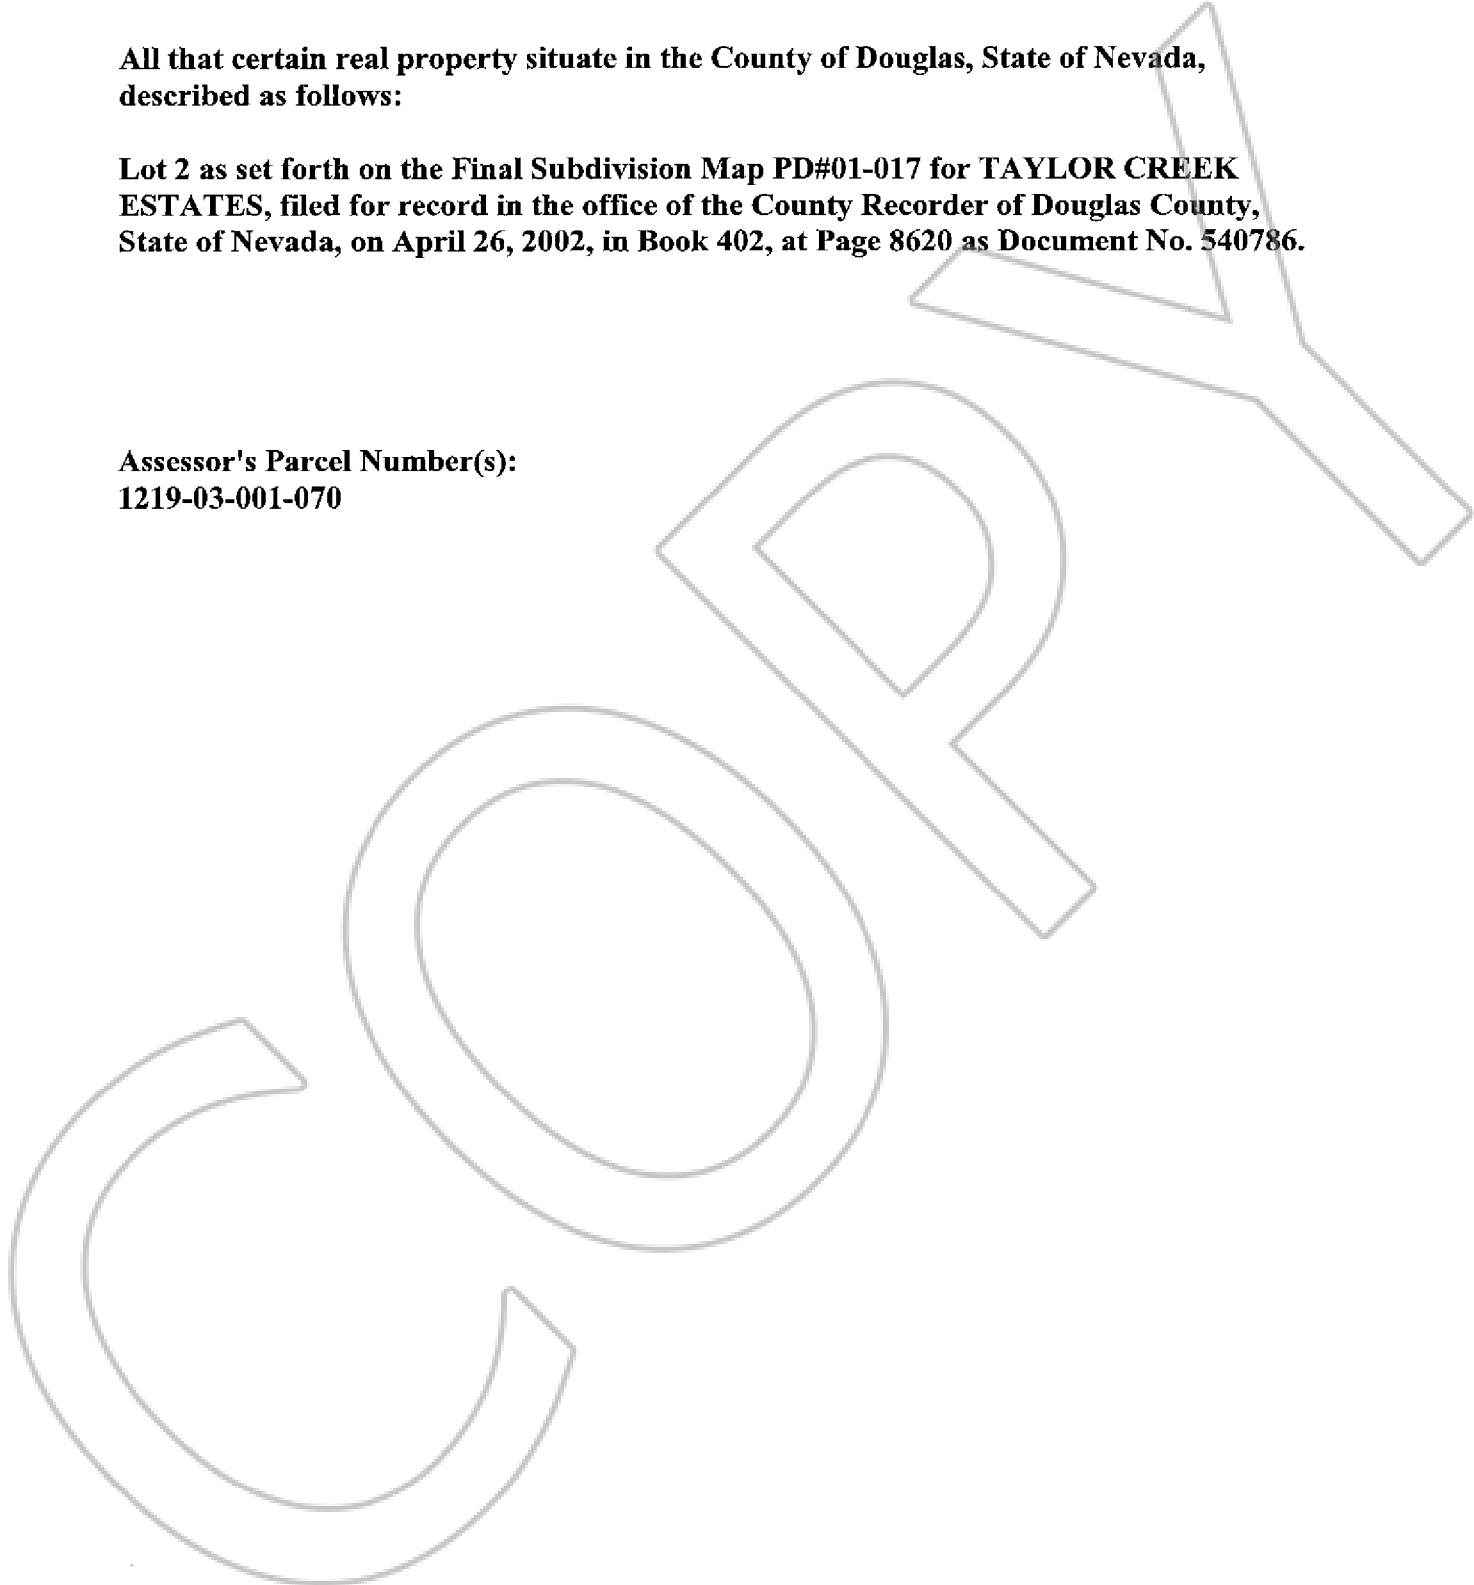 All that certain real property situate in the County of Douglas, State of Nevada,
described as follows:
Lot 2 as set forth on the Final Subdivision Map PD#01-017 for TAYLOR CREEK
ESTATES, filed for record in the office of the County Recorder of Douglas County,
State of Nevada, on April 26, 2002, in Book 402, at Page 8620 as Document No. 540786.
Assessor's Parcel Number(s):
1219-03-001-070
COPY